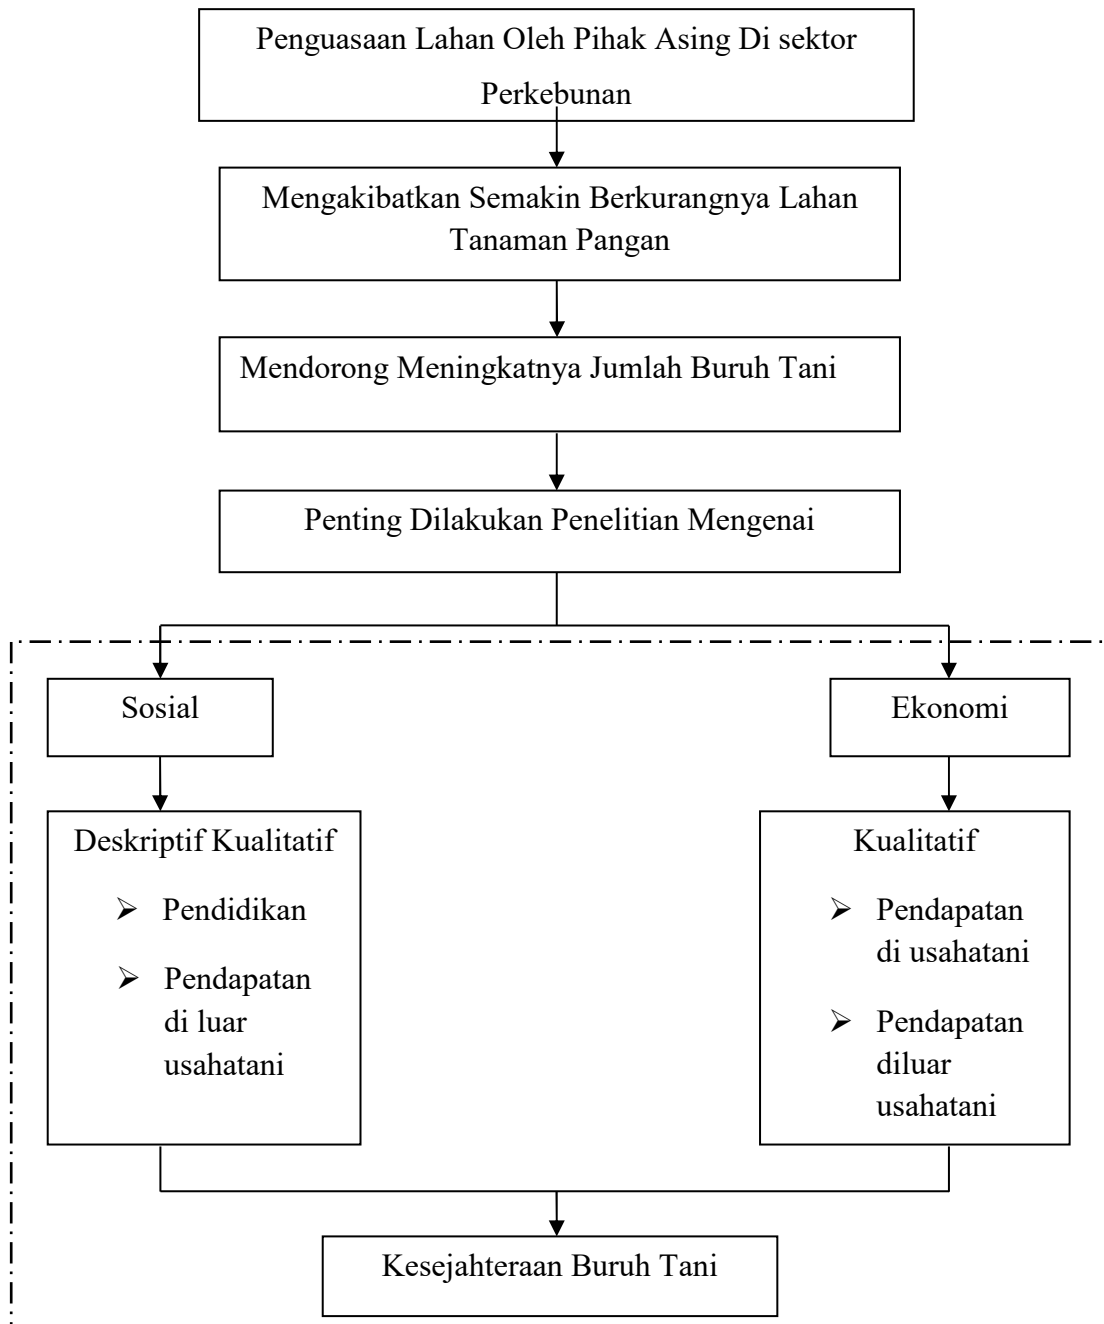 Penguasaan Lahan Oleh Pihak Asing Di sektor
Perkebunan
Mengakibatkan Semakin Berkurangnya Lahan
Tanaman Pangan
Mendorong Meningkatnya Jumlah Buruh Tani
Penting Dilakukan Penelitian Mengenai
Sosial
Ekonomi
Deskriptif Kualitatif
➢ Pendidikan
➢ Pendapatan
di luar
usahatani
Kualitatif
➢ Pendapatan
di usahatani
➢ Pendapatan
diluar
usahatani
Kesejahteraan Buruh Tani